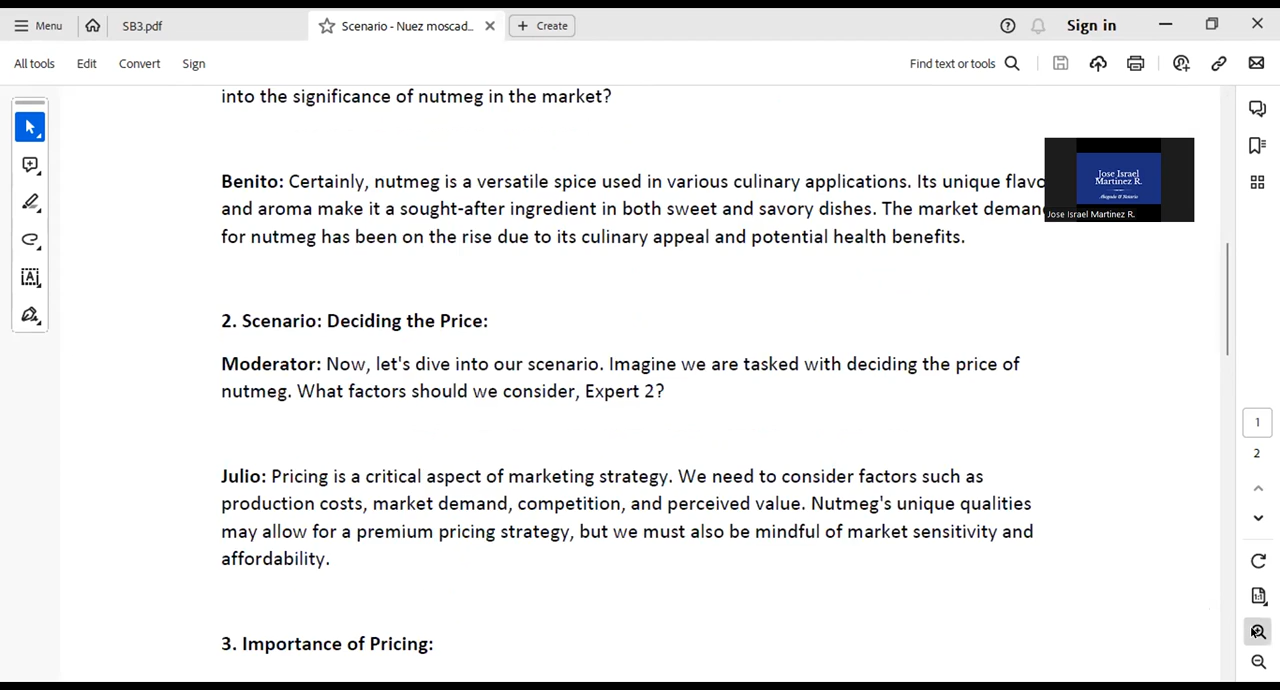 Menu
SB3.pdf
Scenario - Nuez moscad...
Create
Sign in
All tools
Edit
Convert
Sign
Find text or tools
into the significance of nutmeg in the market?
Benito: Certainly, nutmeg is a versatile spice used in various culinary applications. Its unique flavo
and aroma make it a sought-after ingredient in both sweet and savory dishes. The market deman
for nutmeg has been on the rise due to its culinary appeal and potential health benefits.
Jose Israel
Martinez R.
Abogado & Notario
Jose Israel Martinez R.
2. Scenario: Deciding the Price:
Moderator: Now, let's dive into our scenario. Imagine we are tasked with deciding the price of
nutmeg. What factors should we consider, Expert 2?
Julio: Pricing is a critical aspect of marketing strategy. We need to consider factors such as
production costs, market demand, competition, and perceived value. Nutmeg's unique qualities
may allow for a premium pricing strategy, but we must also be mindful of market sensitivity and
affordability.
3. Importance of Pricing:
1
2
1:1